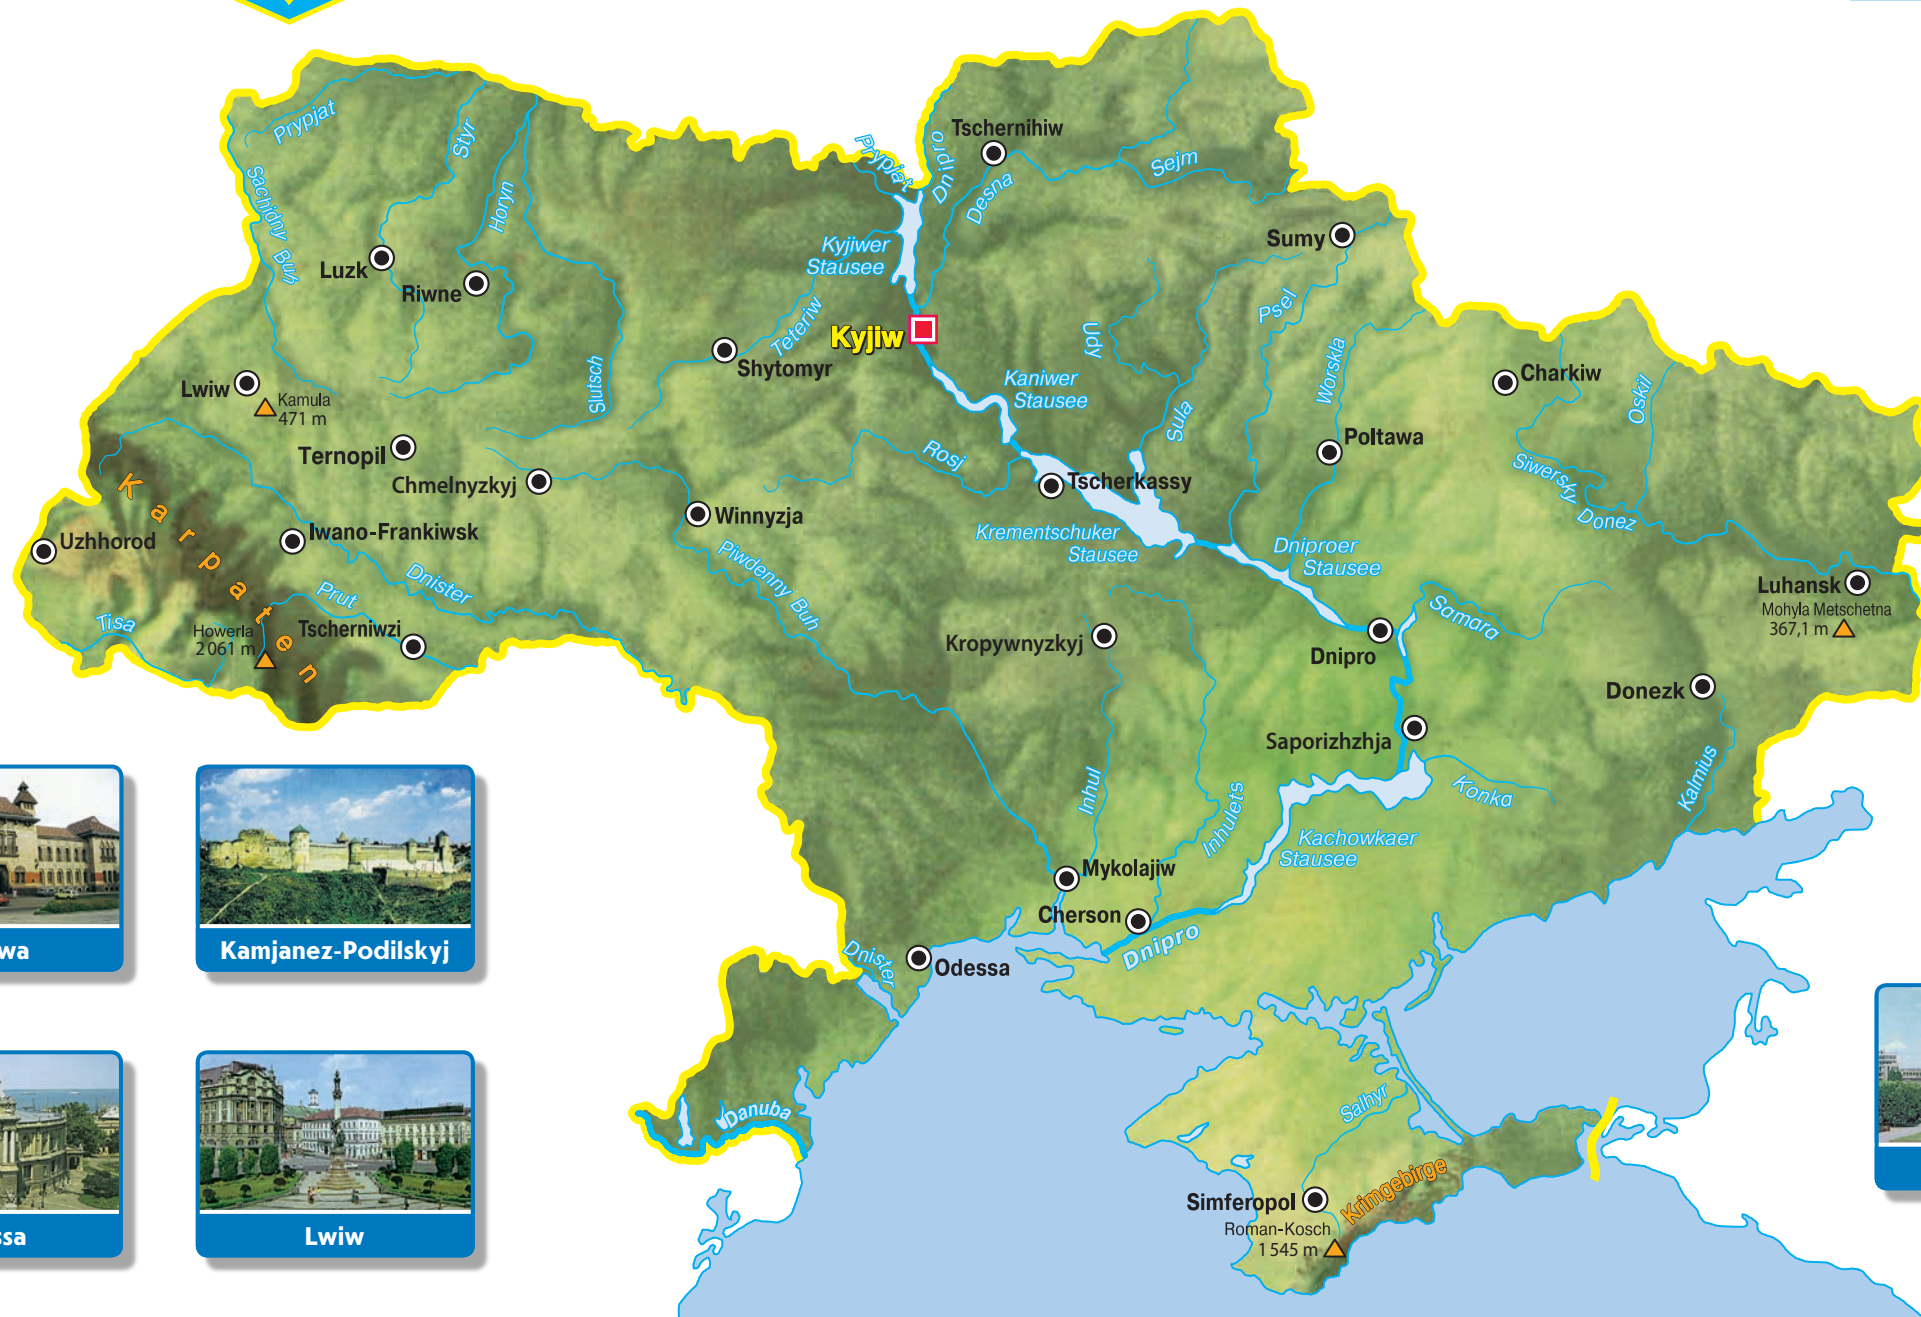 Prypjat
Styr
Horyn
Sachidny Buh
Prypjat
Dnipro
Tschernihiw
Desna
Sejm
Sumy
Luzk
Riwne
Kyjiwer
Stausee
Teteriw
Kyjiw
Shytomyr
Slutsch
Udy
Psel
Worskla
Sula
Charkiw
Oskil
Lwiw
Kamula
471 m
Kaniwer
Stausee
Ternopil
Chmelnyzkyj
Rosj
Poltawa
Siwersky
Donez
Tscherkassy
Winnyzja
Krementschuker
Stausee
Dniproer
Stausee
Karpaten
Uzhhorod
Iwano-Frankiwsk
Dnister
Prut
Piwdenny Buh
Tisa
Howerla
2 061 m
Tscherniwzi
Kropywnyzkyj
Samara
Dnipro
Luhansk
Mohyla Metschetna
367,1 m
Donezk
Saporizhzhja
Konka
Kalmius
Inhul
Inhulets
Kachowkaer
Stausee
Mykolajiw
Cherson
Dnipro
Dnister
Odessa
Danuba
Salhyr
Krimgebirge
Simferopol
Roman-Kosch
1 545 m
wa
Kamjanez-Podilskyj
ssa
Lwiw